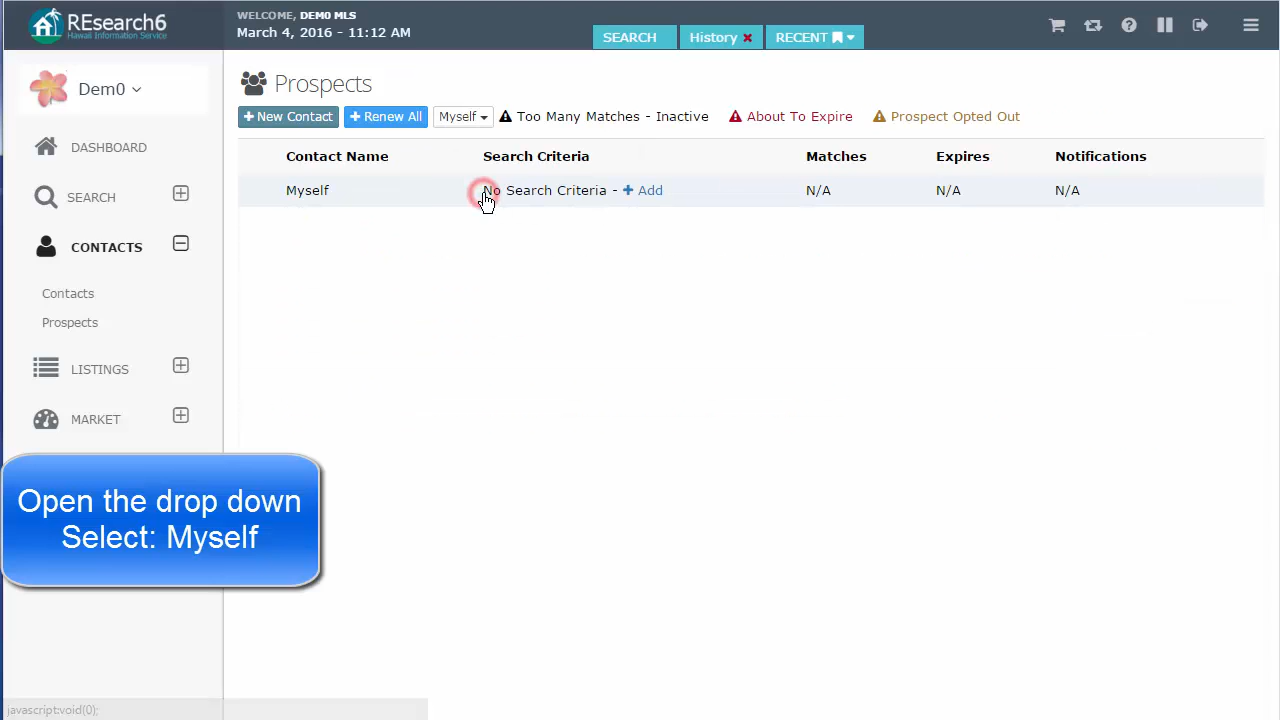 REsearch6
Hawaii Information Service
WELCOME, DEM0 MLS
March 4, 2016 - 11:12 AM
SEARCH
History
RECENT
Dem0
Prospects
New Contact
Renew All
Myself
Too Many Matches - Inactive
About To Expire
Prospect Opted Out
DASHBOARD
SEARCH
CONTACTS
Contacts
Prospects
LISTINGS
MARKET
Contact Name Search Criteria Matches Expires Notifications
Myself No Search Criteria - + Add N/A N/A N/A
Open the drop down
Select: Myself
javascript:void(0);